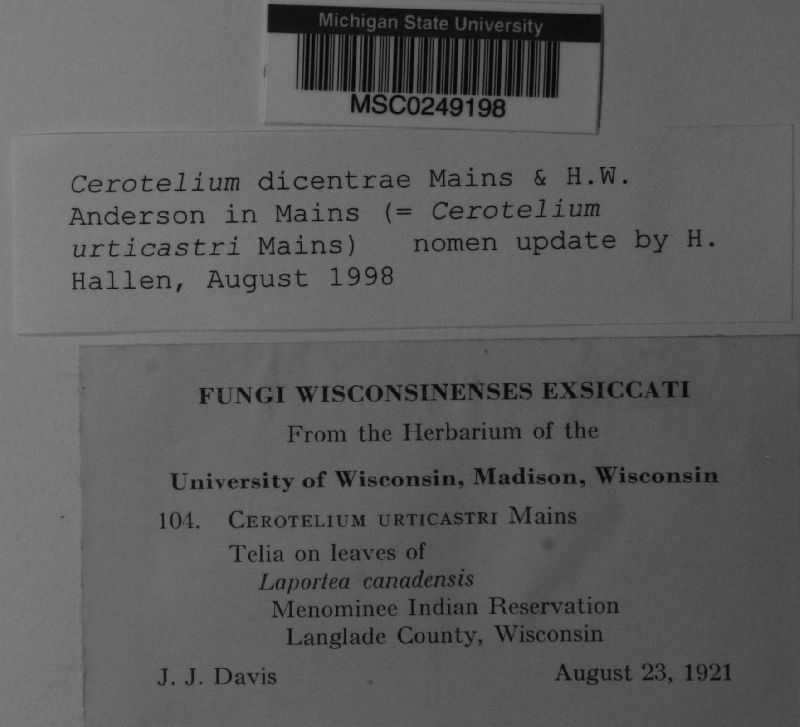 Michigan State University
MSC0249198
Cerotelium dicentrae Mains & H.W.
Anderson in Mains (= Cerotelium
urticastri Mains) nomen update by H.
Hallen, August 1998
FUNGI WISCONSINENSES EXSICCATI
From the Herbarium of the
University of Wisconsin, Madison, Wisconsin
104. CEROTELIUM URTICASTRI Mains
Telia on leaves of
Laportea canadensis
Menominee Indian Reservation
Langlade County, Wisconsin
J. J. Davis August 23, 1921